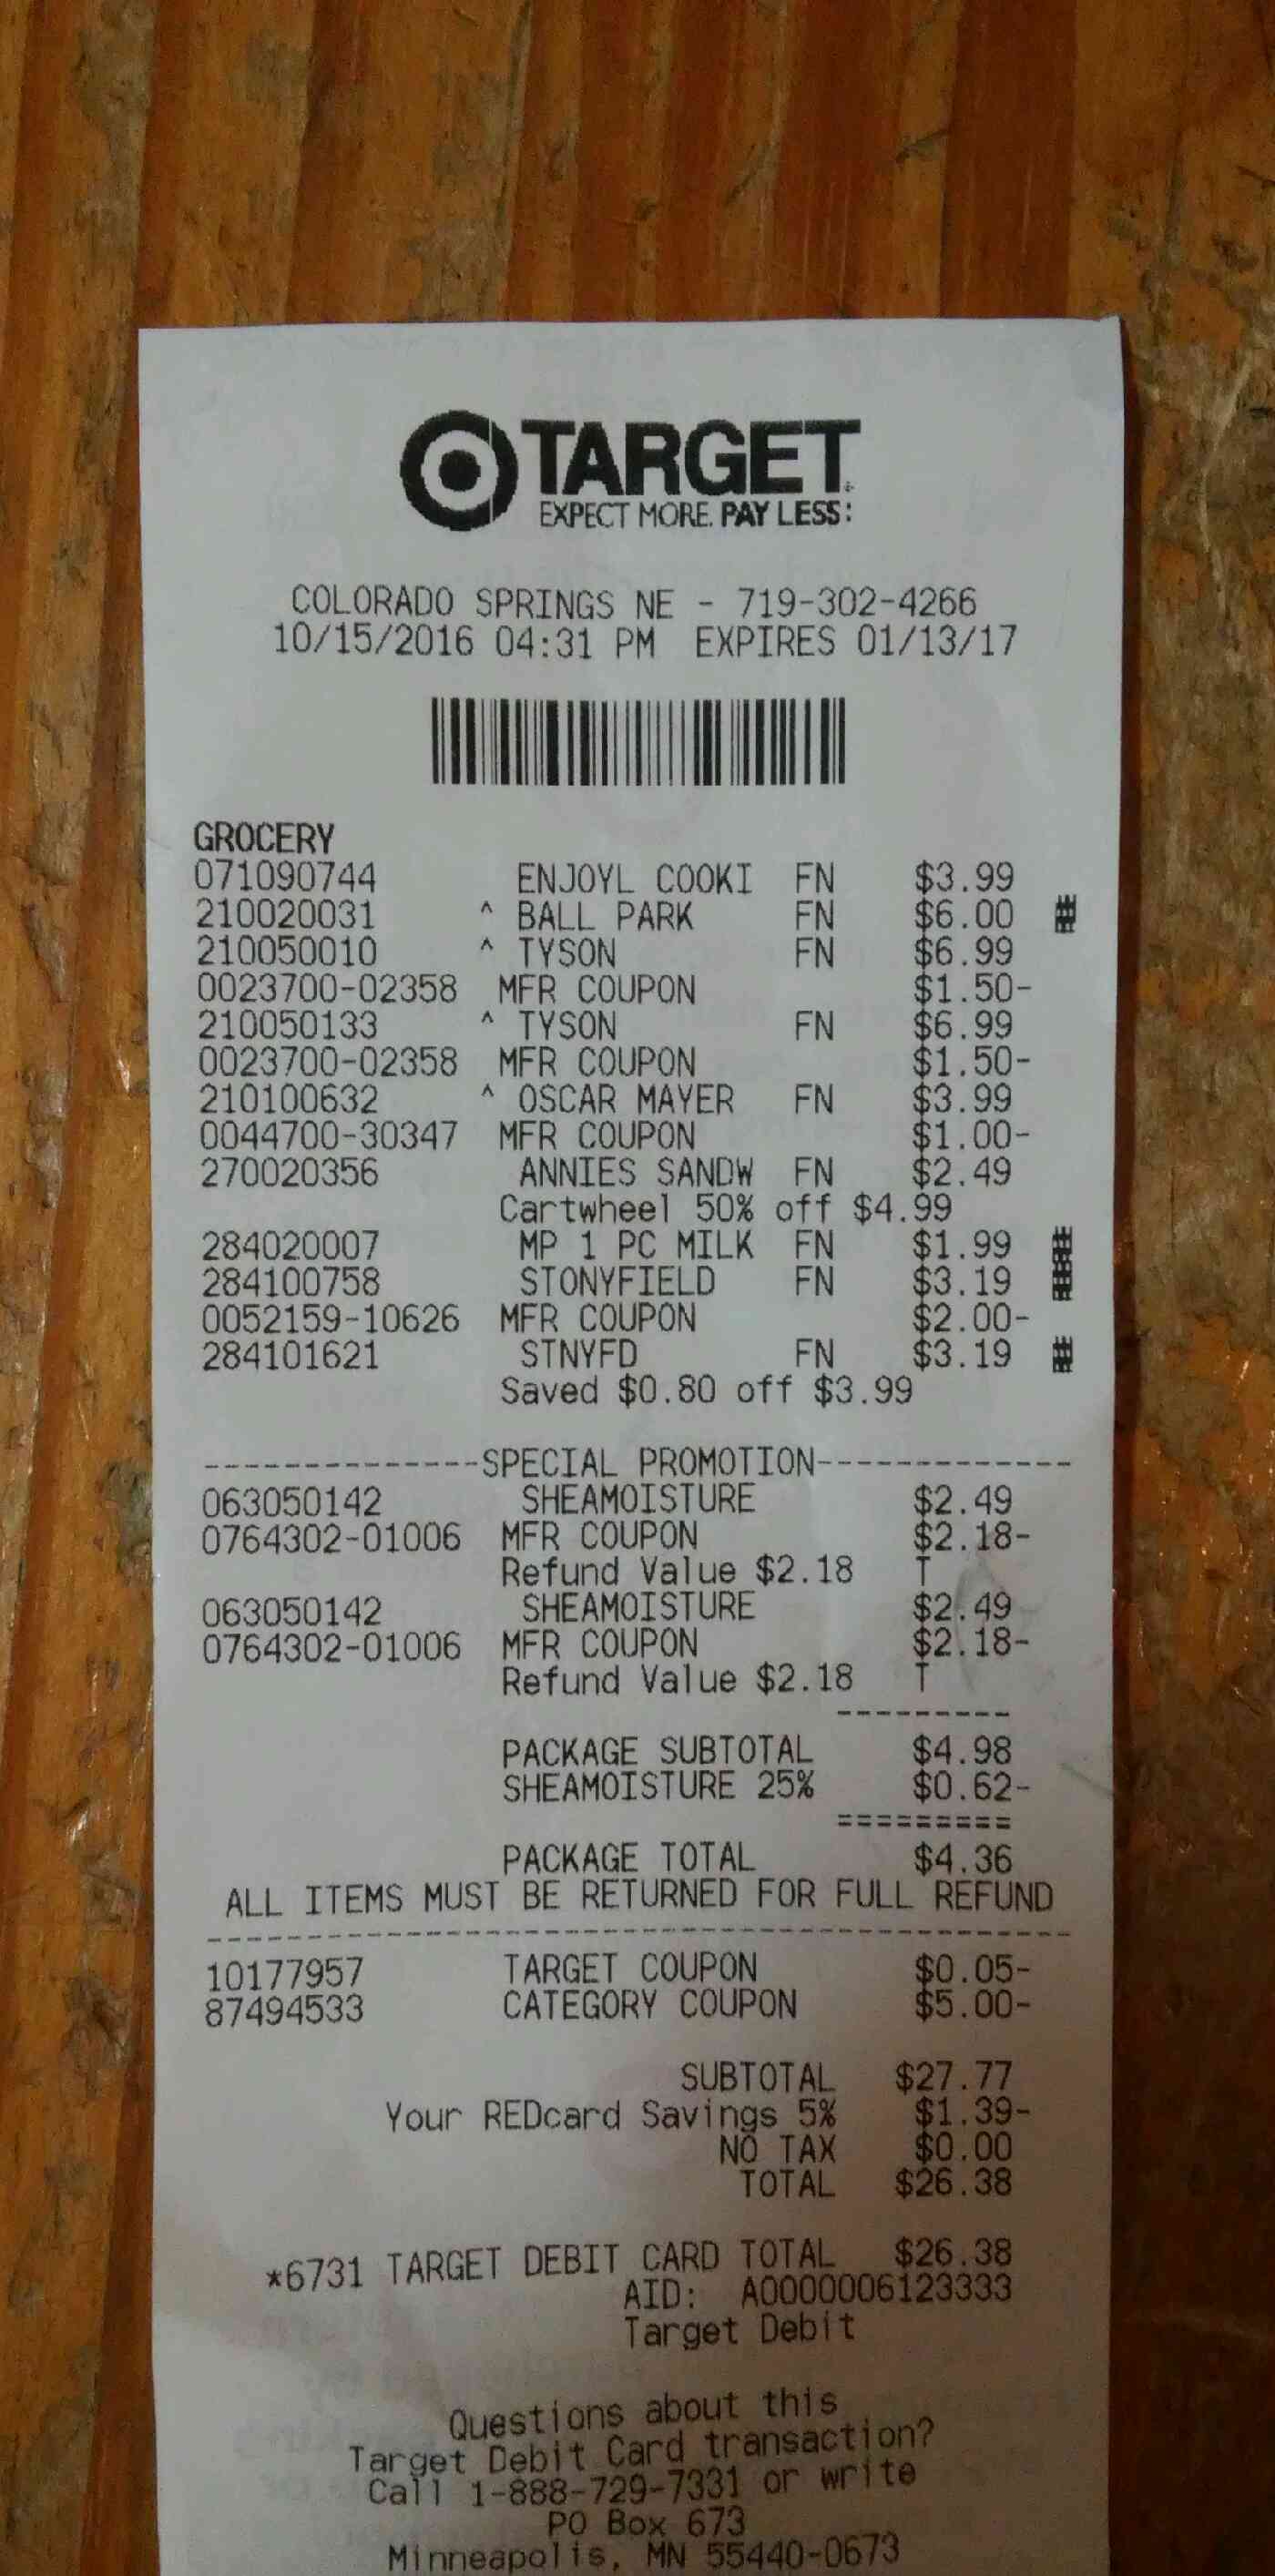 TARGET
EXPECT MORE. PAY LESS.
COLORADO SPRINGS NE - 719-302-4266
10/15/2016 04:31 PM EXPIRES 01/13/17
GROCERY
071090744 ENJOYL COOKI FN $3.99
210020031 ^ BALL PARK FN $6.00
210050010 ^ TYSON FN $6.99
0023700-02358 MFR COUPON $1.50-
210050133 ^ TYSON FN $6.99
0023700-02358 MFR COUPON $1.50-
210100632 ^ OSCAR MAYER FN $3.99
0044700-30347 MFR COUPON $1.00-
270020356 ANNIES SANDW FN $2.49
Cartwheel 50% off $4.99
284020007 MP 1 PC MILK FN $1.99
284100758 STONYFIELD FN $3.19
0052159-10626 MFR COUPON $2.00-
284101621 STNYFD FN $3.19
Saved $0.80 off $3.99
--------------SPECIAL PROMOTION-------------
063050142 SHEAMOISTURE $2.49
0764302-01006 MFR COUPON $2.18-
Refund Value $2.18 T
063050142 SHEAMOISTURE $2.49
0764302-01006 MFR COUPON $2.18-
Refund Value $2.18 T
---------
PACKAGE SUBTOTAL $4.98
SHEAMOISTURE 25% $0.62-
=========
PACKAGE TOTAL $4.36
ALL ITEMS MUST BE RETURNED FOR FULL REFUND
--------------------------------------------
10177957 TARGET COUPON $0.05-
87494533 CATEGORY COUPON $5.00-
SUBTOTAL $27.77
Your REDcard Savings 5% $1.39-
NO TAX $0.00
TOTAL $26.38
*6731 TARGET DEBIT CARD TOTAL $26.38
AID: A0000006123333
Target Debit
Questions about this
Target Debit Card transaction?
Call 1-888-729-7331 or write
PO Box 673
Minneapolis, MN 55440-0673